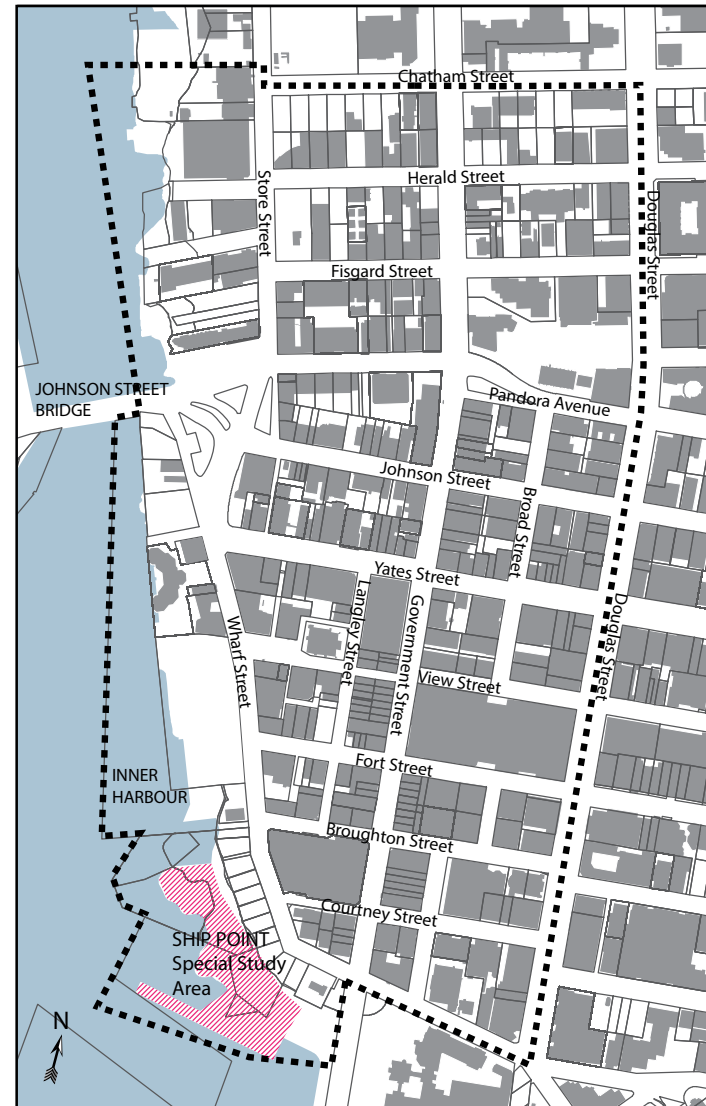 Chatham Street
Store Street
Herald Street
Douglas Street
Fisgard Street
JOHNSON STREET
BRIDGE
Pandora Avenue
Johnson Street
Broad Street
Yates Street
Langley Street
Government Street
Douglas Street
Wharf Street
View Street
Fort Street
INNER
HARBOUR
Broughton Street
Courtney Street
SHIP POINT
Special Study
Area
N